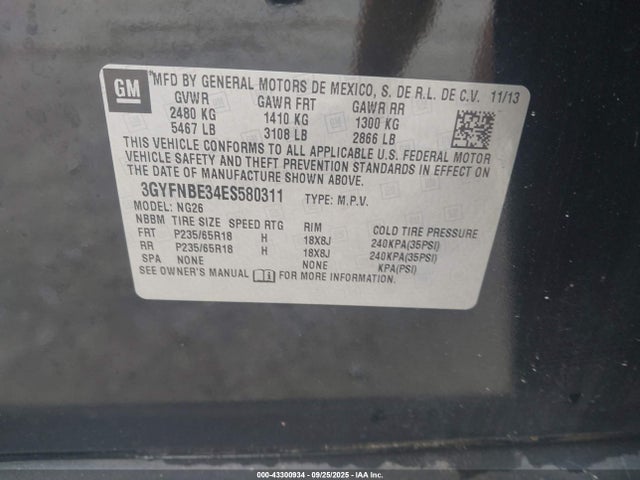 GM
MFD BY GENERAL MOTORS DE MEXICO, S. DE R.L. DE C.V. 11/13
GVWR GAWR FRT GAWR RR
2480 KG 1410 KG 1300 KG
5467 LB 3108 LB 2866 LB
THIS VEHICLE CONFORMS TO ALL APPLICABLE U.S. FEDERAL MOTOR
VEHICLE SAFETY AND THEFT PREVENTION STANDARDS IN EFFECT ON
THE DATE OF MANUFACTURE SHOWN ABOVE.
3GYFNBE34ES580311 TYPE: M.P.V.
MODEL: NG26
NBBM TIRE SIZE SPEED RTG RIM COLD TIRE PRESSURE
FRT P235/65R18 H 18X8J 240KPA(35PSI)
RR P235/65R18 H 18X8J 240KPA(35PSI)
SPA NONE NONE KPA(PSI)
SEE OWNER'S MANUAL FOR MORE INFORMATION.
000-43300934 - 09/25/2025 - IAA Inc.